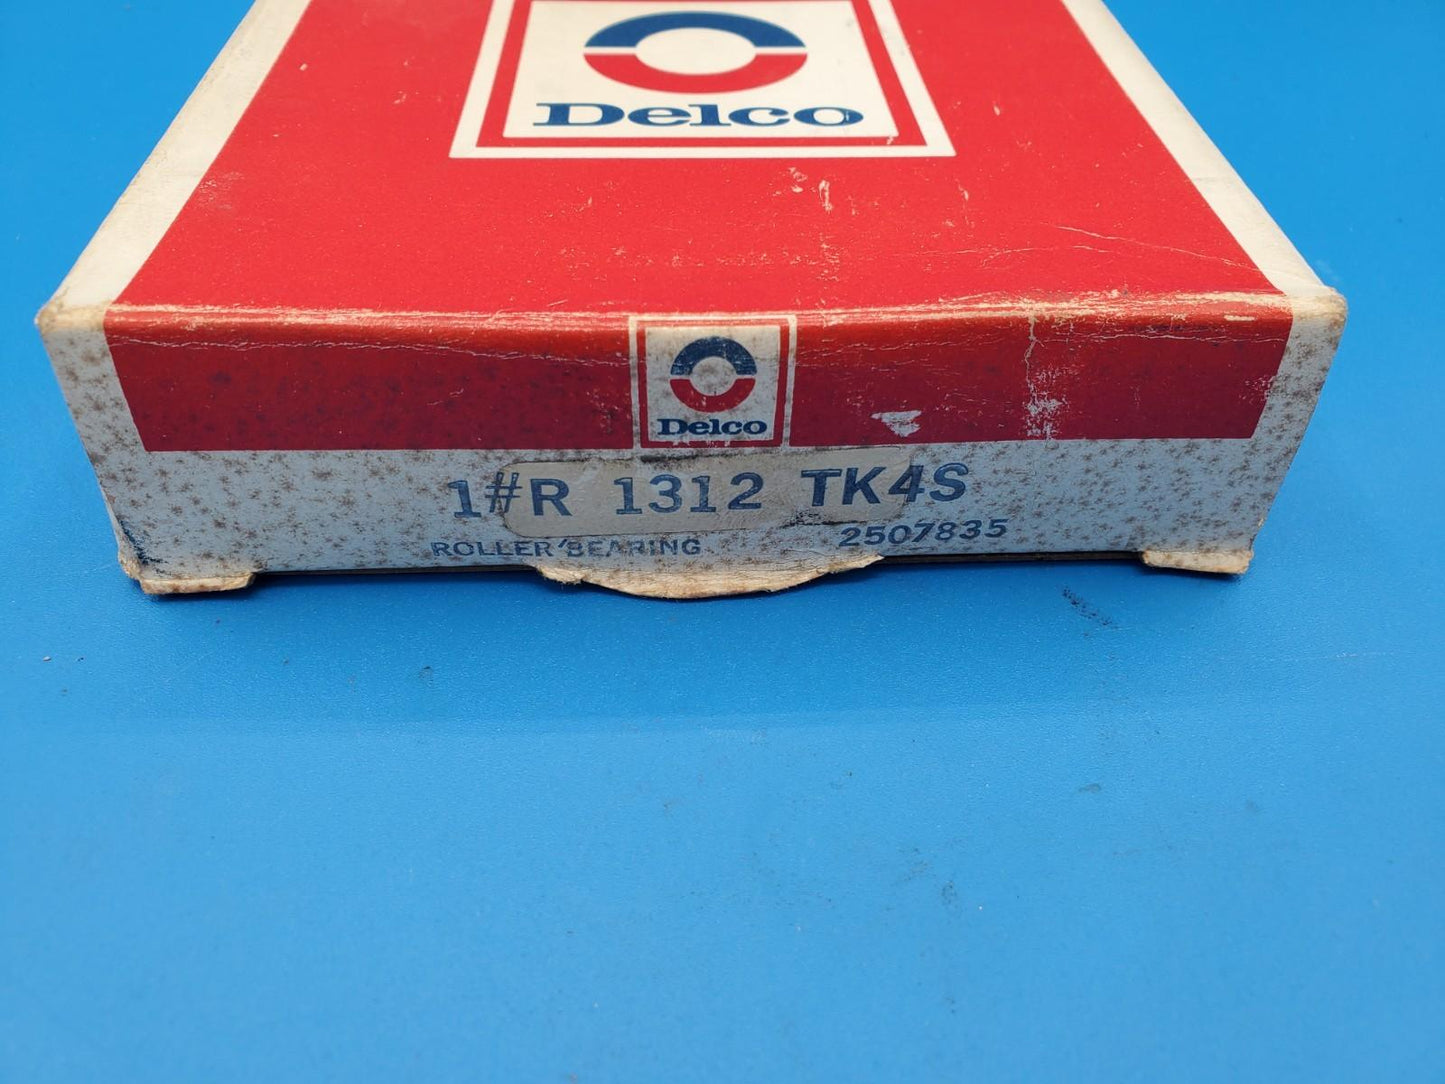 Delco
Delco
1#R 1312 TK4S
ROLLER BEARING 2507835